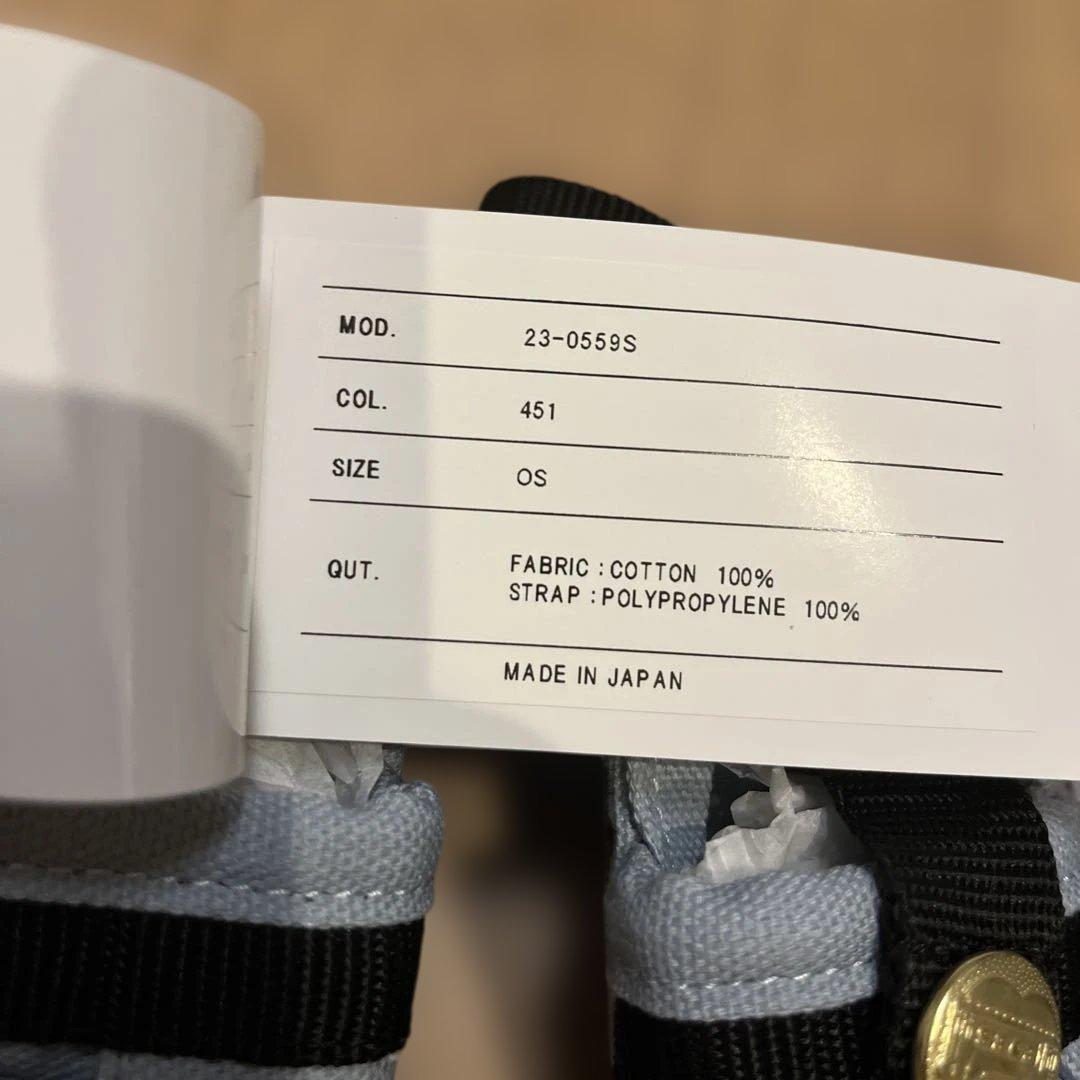 MOD. 23-0559S
COL. 451
SIZE OS
QUT. FABRIC : COTTON 100%
STRAP : POLYPROPYLENE 100%
MADE IN JAPAN